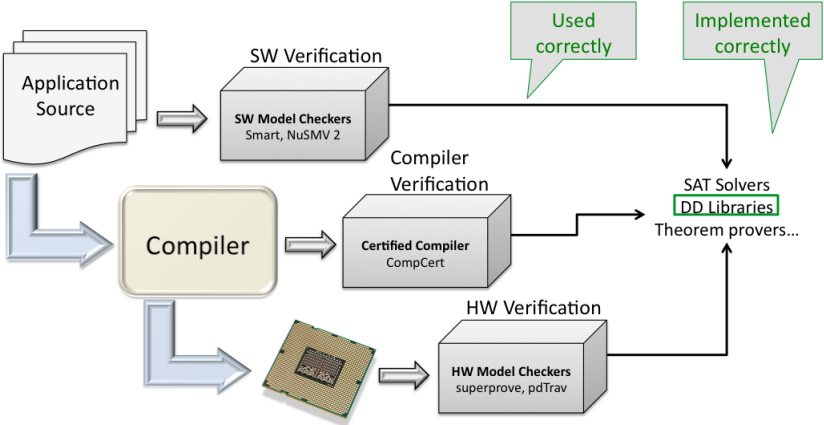 Used
correctly
Implemented
correctly
SW Verification
Application
Source
SW Model Checkers
Smart, NuSMV 2
Compiler
Verification
SAT Solvers
DD Libraries
Theorem provers...
Compiler
Certified Compiler
CompCert
HW Verification
HW Model Checkers
superprove, pdTrav